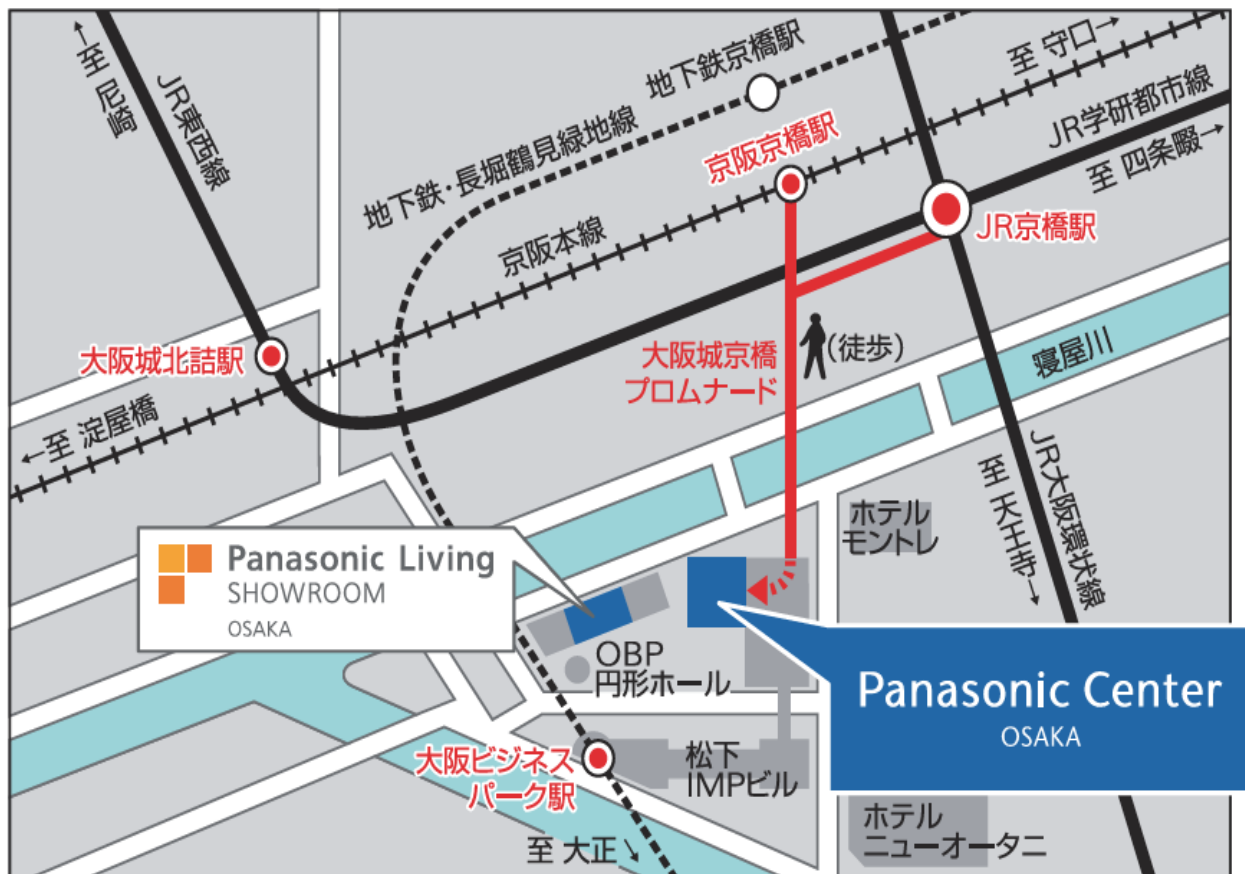 ←至 尼崎
JR東西線
地下鉄京橋駅
至 守口→
地下鉄・長堀鶴見緑地線
京阪京橋駅
JR学研都市線
至 四条畷→
京阪本線
JR京橋駅
大阪城北詰駅
大阪城京橋
プロムナード
(徒歩)
寝屋川
←至 淀屋橋
JR大阪環状線
至 天王寺→
Panasonic Living
SHOWROOM
OSAKA
ホテル
モントレ
OBP
円形ホール
Panasonic Center
OSAKA
大阪ビジネス
パーク駅
松下
IMPビル
至 大正↘
ホテル
ニューオータニ